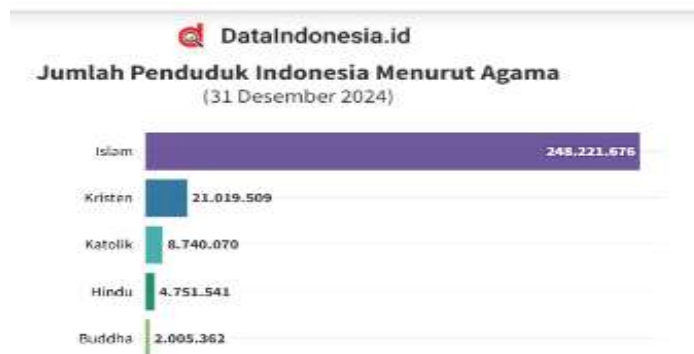 DataIndonesia.id
Jumlah Penduduk Indonesia Menurut Agama
(31 Desember 2024)
Islam 248.221.676
Kristen 21.019.509
Katolik 8.740.070
Hindu 4.751.541
Buddha 2.005.362